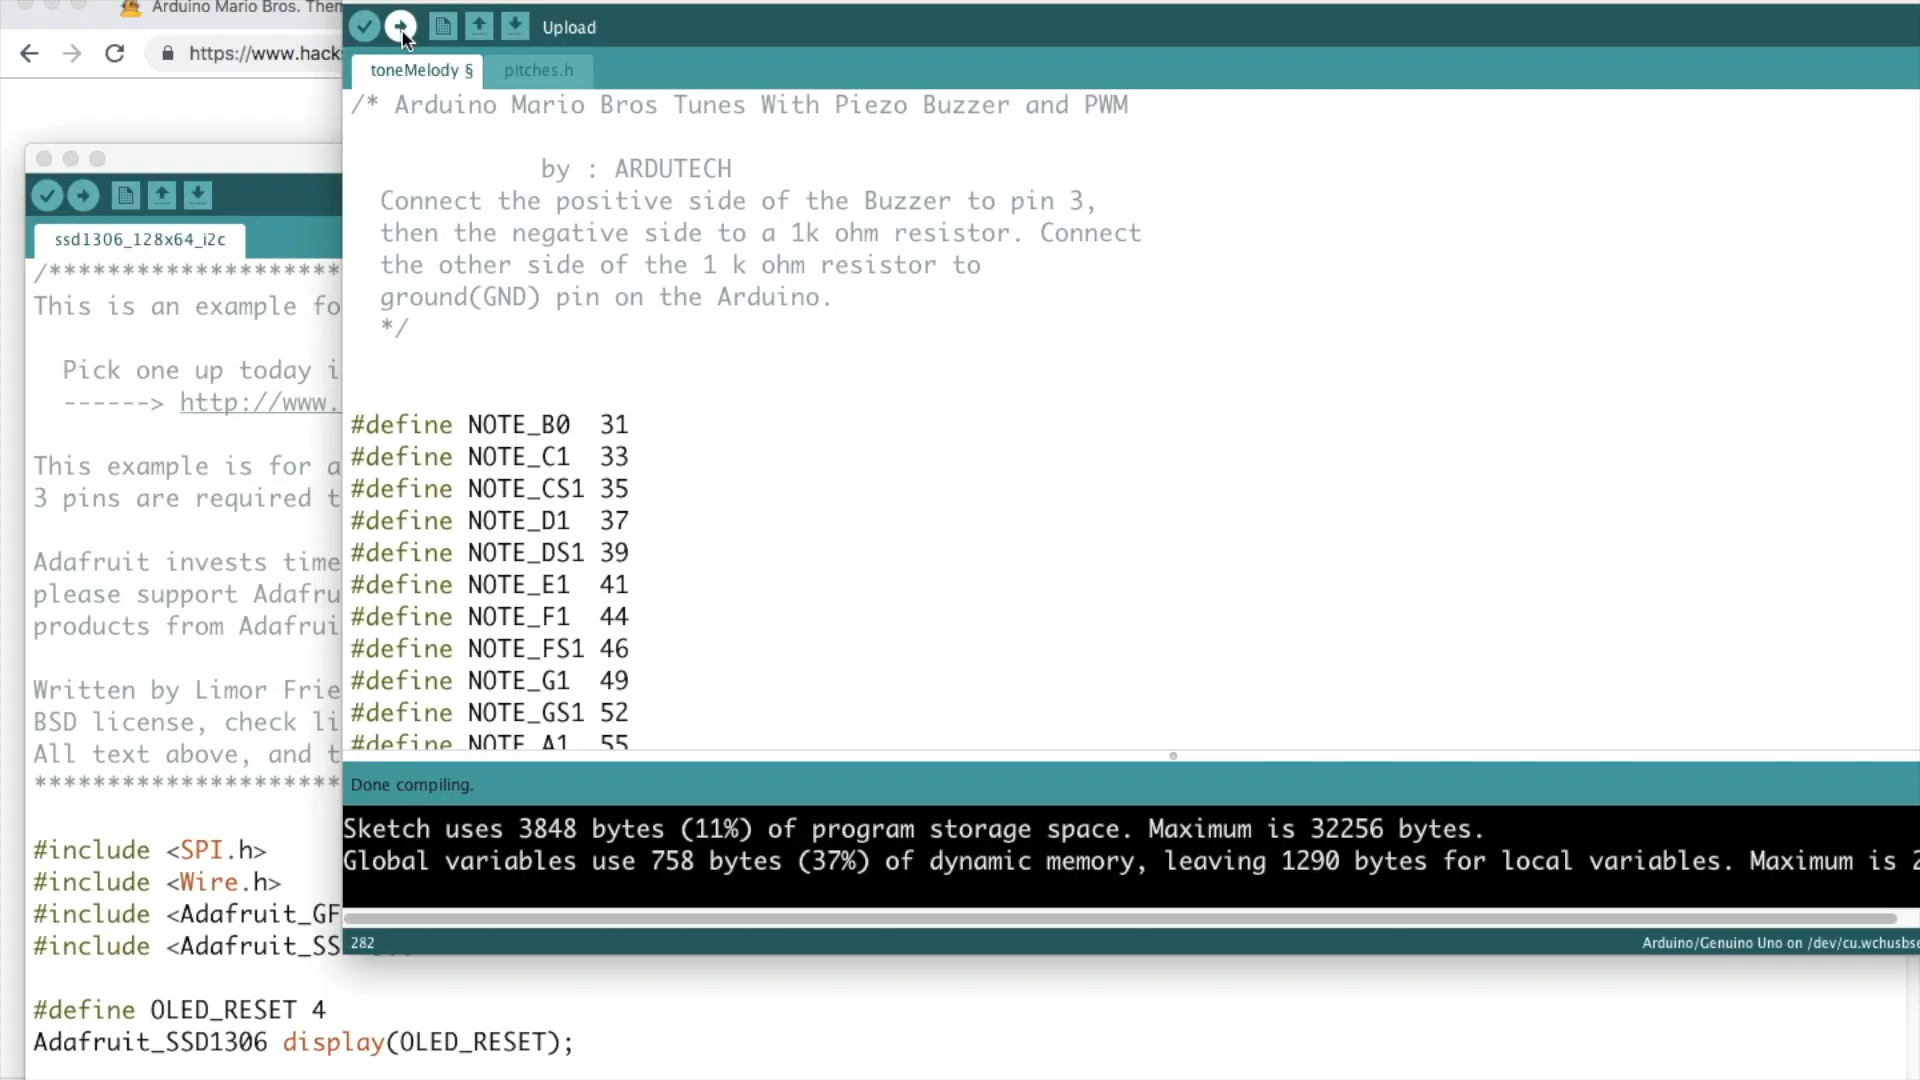 Arduino Mario Bros. Then
https://www.hack
Upload
toneMelody §
pitches.h
/* Arduino Mario Bros Tunes With Piezo Buzzer and PWM
by : ARDUTECH
Connect the positive side of the Buzzer to pin 3,
then the negative side to a 1k ohm resistor. Connect
the other side of the 1 k ohm resistor to
ground(GND) pin on the Arduino.
*/
#define NOTE_B0 31
#define NOTE_C1 33
#define NOTE_CS1 35
#define NOTE_D1 37
#define NOTE_DS1 39
#define NOTE_E1 41
#define NOTE_F1 44
#define NOTE_FS1 46
#define NOTE_G1 49
#define NOTE_GS1 52
#define NOTE_A1 55
Done compiling.
Sketch uses 3848 bytes (11%) of program storage space. Maximum is 32256 bytes.
Global variables use 758 bytes (37%) of dynamic memory, leaving 1290 bytes for local variables. Maximum is 2
282
Arduino/Genuino Uno on /dev/cu.wchusbse
ssd1306_128x64_i2c
/********************
This is an example fo
Pick one up today i
------> http://www.
This example is for a
3 pins are required t
Adafruit invests time
please support Adafru
products from Adafrui
Written by Limor Frie
BSD license, check li
All text above, and t
*********************
#include <SPI.h>
#include <Wire.h>
#include <Adafruit_GF
#include <Adafruit_SS
#define OLED_RESET 4
Adafruit_SSD1306 display(OLED_RESET);